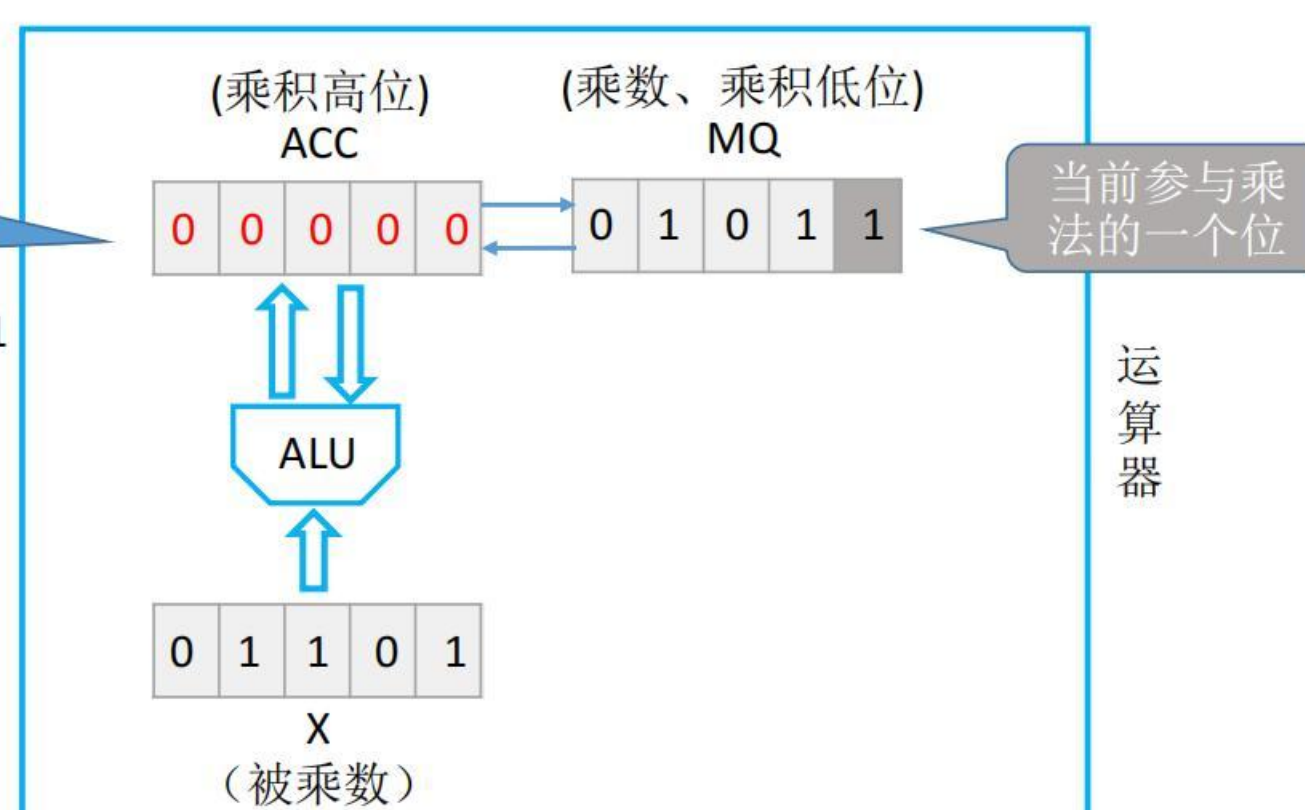 (乘积高位)
ACC
(乘数、乘积低位)
MQ
0 0 0 0 0
0 1 0 1 1
当前参与乘
法的一个位
1
运
算
器
ALU
0 1 1 0 1
X
（被乘数）